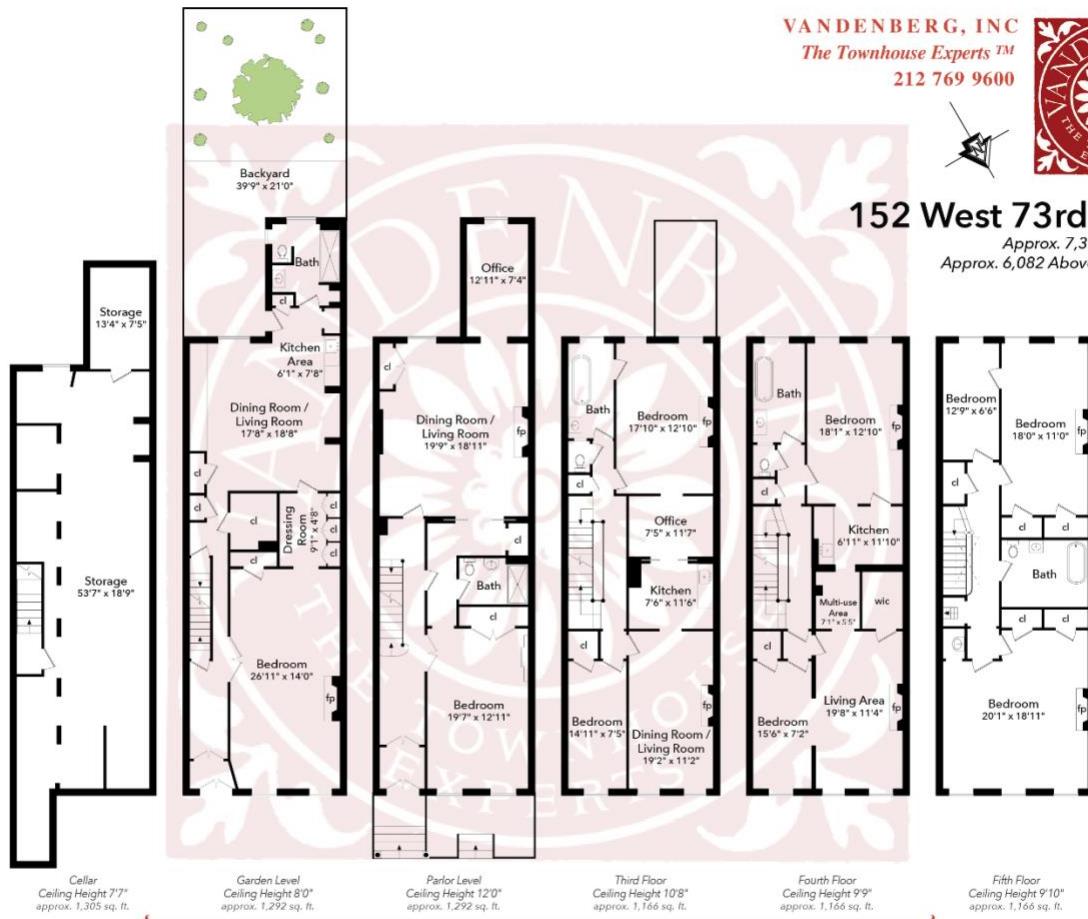 VANDENBERG, INC
The Townhouse Experts ™
212 769 9600
VANDE
THE
N
152 West 73rd
Approx. 7,3
Approx. 6,082 Above
Backyard
39'9" x 21'0"
Storage
13'4" x 7'5"
Storage
53'7" x 18'9"
Bath
cl
Kitchen
Area
6'1" x 7'8"
Dining Room /
Living Room
17'8" x 18'8"
cl
cl
cl
Dressing
Room
9'1" x 4'8"
cl
cl
cl
cl
Bedroom
26'11" x 14'0"
fp
Office
12'11" x 7'4"
cl
Dining Room /
Living Room
19'9" x 18'11"
fp
cl
Bath
cl
Bedroom
19'7" x 12'11"
Bath
Bedroom
17'10" x 12'10"
fp
cl
Office
7'5" x 11'7"
Kitchen
7'6" x 11'6"
cl
Bedroom
14'11" x 7'5"
Dining Room /
Living Room
19'2" x 11'2"
fp
Bath
Bedroom
18'1" x 12'10"
fp
cl
Kitchen
6'11" x 11'10"
Multi-use
Area
7'1" x 5'5"
wic
cl
Living Area
19'8" x 11'4"
fp
Bedroom
15'6" x 7'2"
Bedroom
12'9" x 6'6"
Bedroom
18'0" x 11'0"
fp
cl
cl
cl
Bath
cl
cl
Bedroom
20'1" x 18'11"
fp
VANDENBERG
THE TOWNHOUSE
EXPERTS
Cellar
Ceiling Height 7'7"
approx. 1,305 sq. ft.
Garden Level
Ceiling Height 8'0"
approx. 1,292 sq. ft.
Parlor Level
Ceiling Height 12'0"
approx. 1,292 sq. ft.
Third Floor
Ceiling Height 10'8"
approx. 1,166 sq. ft.
Fourth Floor
Ceiling Height 9'9"
approx. 1,166 sq. ft.
Fifth Floor
Ceiling Height 9'10"
approx. 1,166 sq. ft.